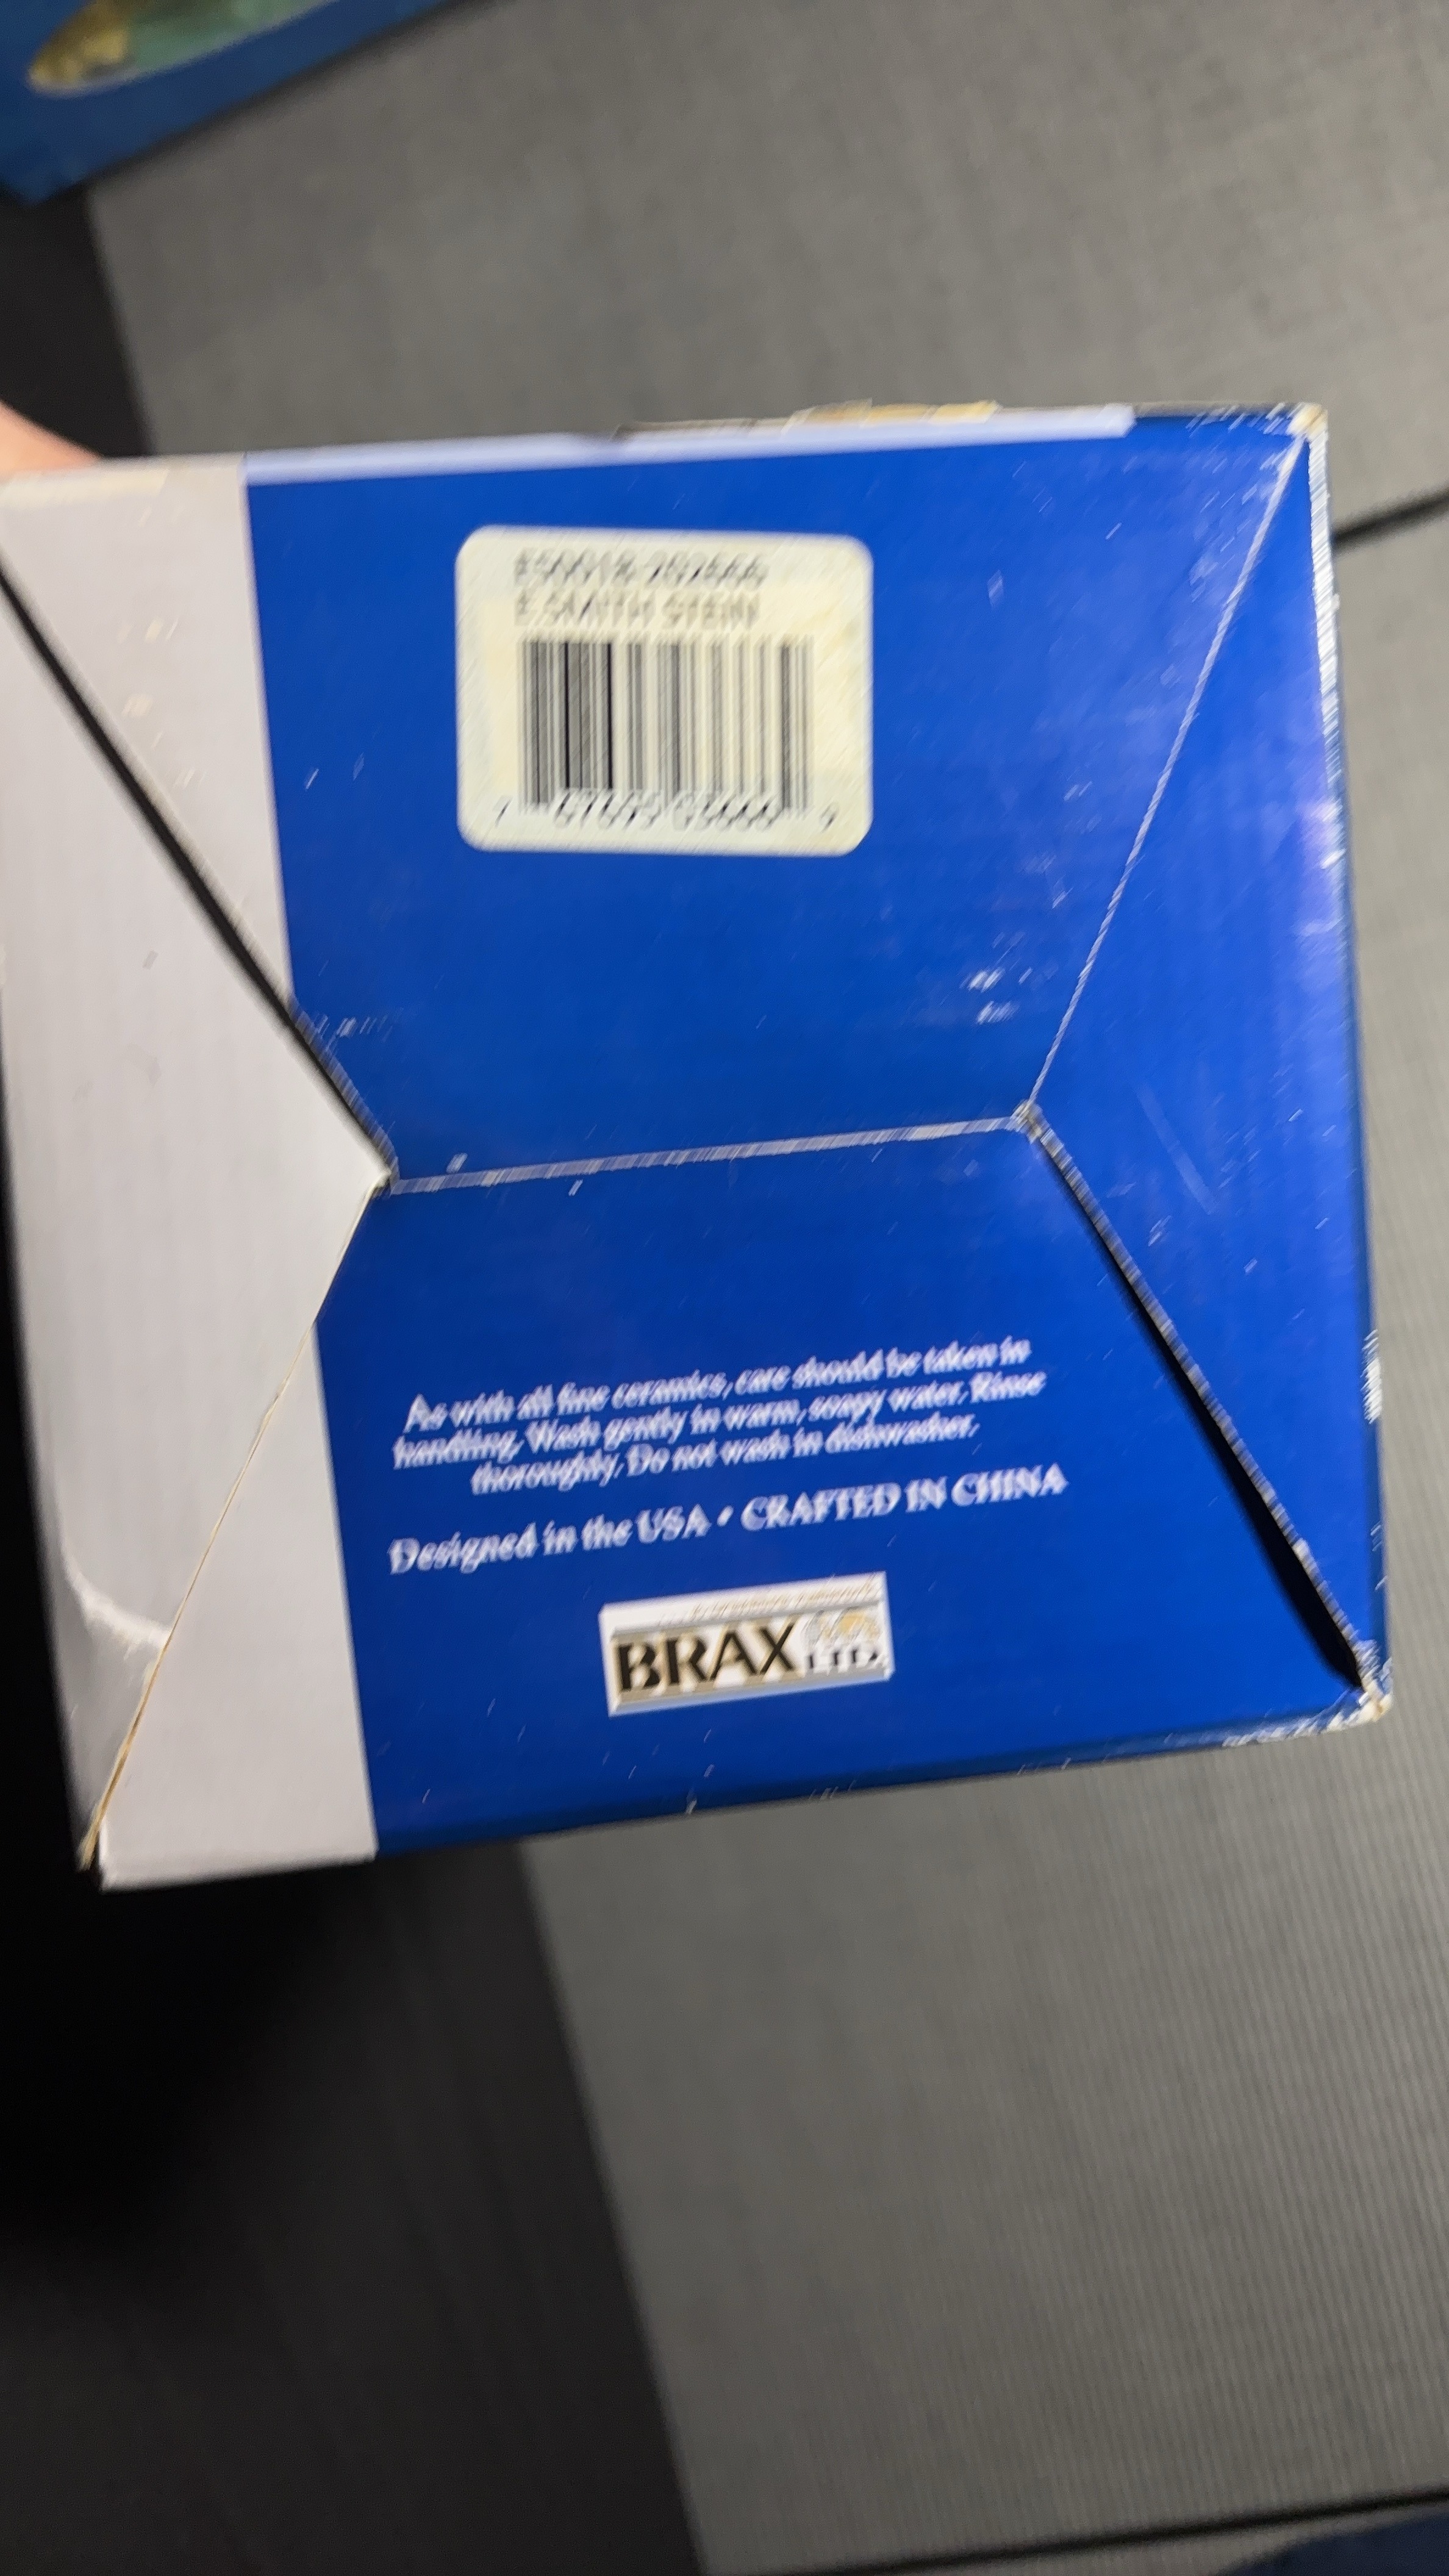 E.SMITH STEIN
As with all fine ceramics, care should be taken in
handling. Wash gently in warm, soapy water. Rinse
thoroughly. Do not wash in dishwasher.
Designed in the USA • CRAFTED IN CHINA
BRAX LTD.